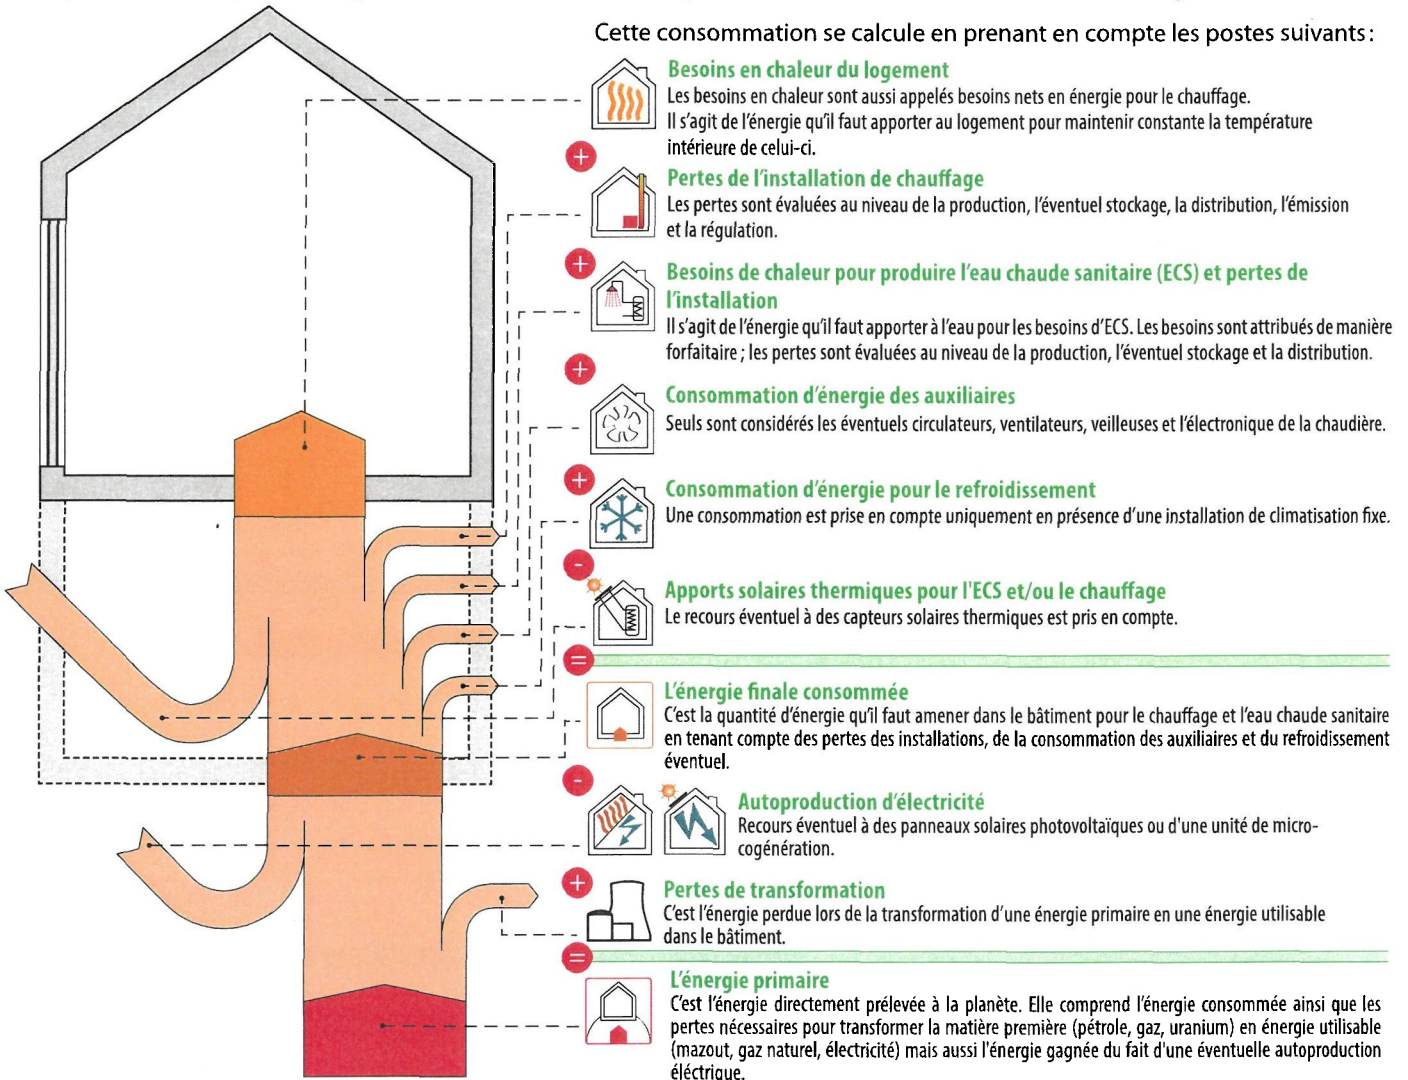 Cette consommation se calcule en prenant en compte les postes suivants :
Besoins en chaleur du logement
Les besoins en chaleur sont aussi appelés besoins nets en énergie pour le chauffage.
Il s'agit de l'énergie qu'il faut apporter au logement pour maintenir constante la température
intérieure de celui-ci.
+
Pertes de l'installation de chauffage
Les pertes sont évaluées au niveau de la production, l'éventuel stockage, la distribution, l'émission
et la régulation.
+
Besoins de chaleur pour produire l'eau chaude sanitaire (ECS) et pertes de
l'installation
Il s'agit de l'énergie qu'il faut apporter à l'eau pour les besoins d'ECS. Les besoins sont attribués de manière
forfaitaire ; les pertes sont évaluées au niveau de la production, l'éventuel stockage et la distribution.
+
Consommation d'énergie des auxiliaires
Seuls sont considérés les éventuels circulateurs, ventilateurs, veilleuses et l'électronique de la chaudière.
+
Consommation d'énergie pour le refroidissement
Une consommation est prise en compte uniquement en présence d'une installation de climatisation fixe.
-
Apports solaires thermiques pour l'ECS et/ou le chauffage
Le recours éventuel à des capteurs solaires thermiques est pris en compte.
=
L'énergie finale consommée
C'est la quantité d'énergie qu'il faut amener dans le bâtiment pour le chauffage et l'eau chaude sanitaire
en tenant compte des pertes des installations, de la consommation des auxiliaires et du refroidissement
éventuel.
-
Autoproduction d'électricité
Recours éventuel à des panneaux solaires photovoltaïques ou d'une unité de micro-
cogénération.
+
Pertes de transformation
C'est l'énergie perdue lors de la transformation d'une énergie primaire en une énergie utilisable
dans le bâtiment.
=
L'énergie primaire
C'est l'énergie directement prélevée à la planète. Elle comprend l'énergie consommée ainsi que les
pertes nécessaires pour transformer la matière première (pétrole, gaz, uranium) en énergie utilisable
(mazout, gaz naturel, électricité) mais aussi l'énergie gagnée du fait d'une éventuelle autoproduction
éléctrique.